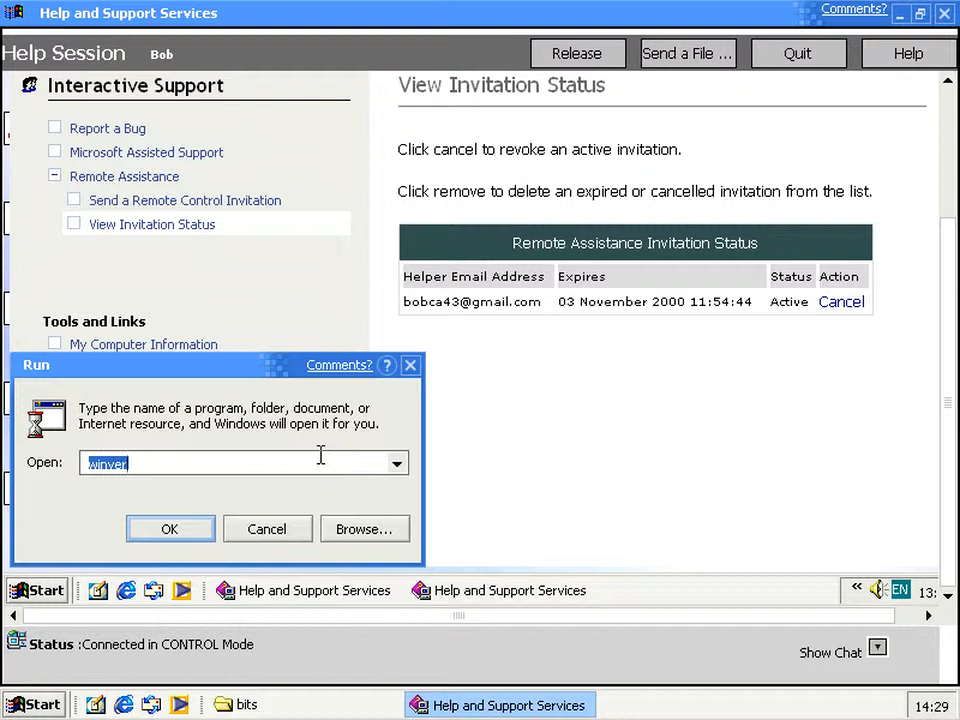 Help and Support Services
Comments?
Help Session Bob
Release
Send a File ...
Quit
Help
Interactive Support
Report a Bug
Microsoft Assisted Support
Remote Assistance
Send a Remote Control Invitation
View Invitation Status
Tools and Links
My Computer Information
View Invitation Status
Click cancel to revoke an active invitation.
Click remove to delete an expired or cancelled invitation from the list.
Remote Assistance Invitation Status
Helper Email Address Expires Status Action
bobca43@gmail.com 03 November 2000 11:54:44 Active Cancel
Run
Comments?
Type the name of a program, folder, document, or
Internet resource, and Windows will open it for you.
Open: winver
OK
Cancel
Browse...
Start
Help and Support Services
Help and Support Services
EN
13:
Status :Connected in CONTROL Mode
Show Chat
Start
bits
Help and Support Services
14:29